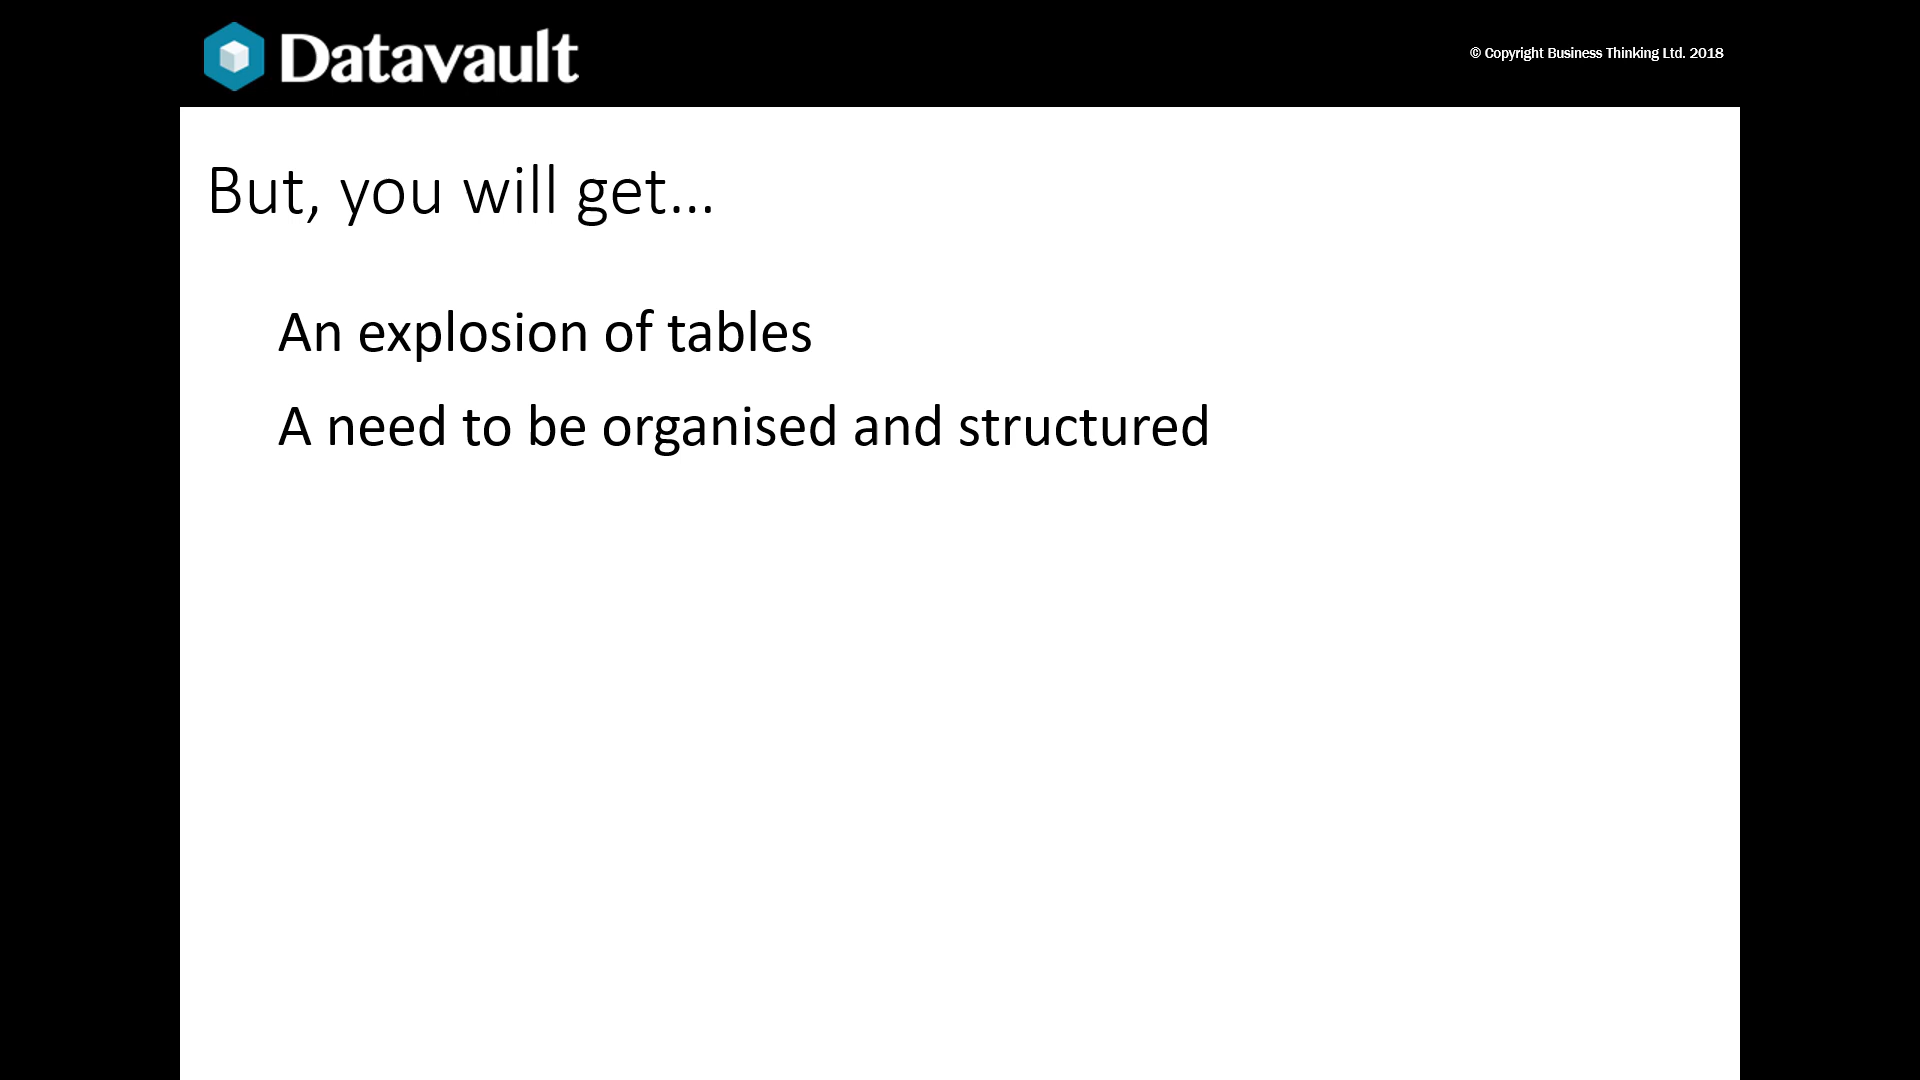 Datavault
© Copyright Business Thinking Ltd. 2018
But, you will get...
An explosion of tables
A need to be organised and structured